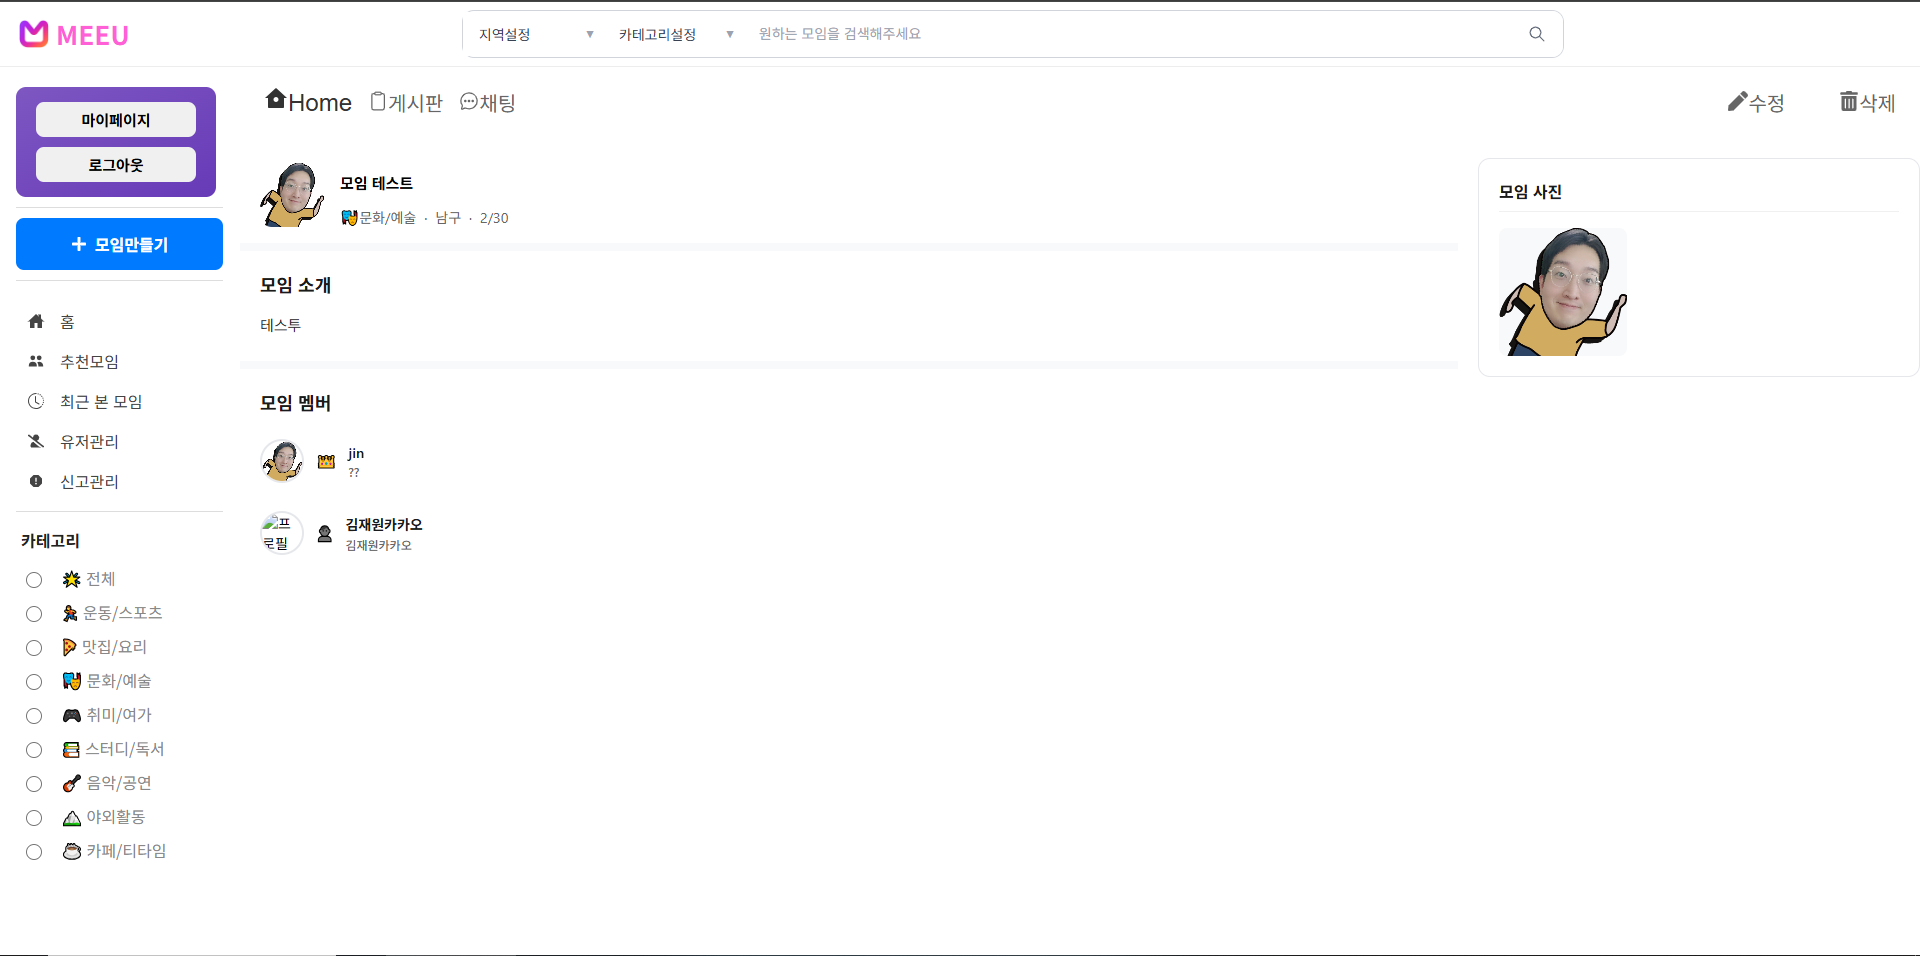 MEEU
지역설정 ▼ 카테고리설정 ▼ 원하는 모임을 검색해주세요
마이페이지
로그아웃
+ 모임만들기
홈
추천모임
최근 본 모임
유저관리
신고관리
카테고리
전체
운동/스포츠
맛집/요리
문화/예술
취미/여가
스터디/독서
음악/공연
야외활동
카페/티타임
Home 게시판 채팅
수정 삭제
모임 테스트
문화/예술 · 남구 · 2/30
모임 소개
테스투
모임 멤버
jin
??
프
로필
김재원카카오
김재원카카오
모임 사진